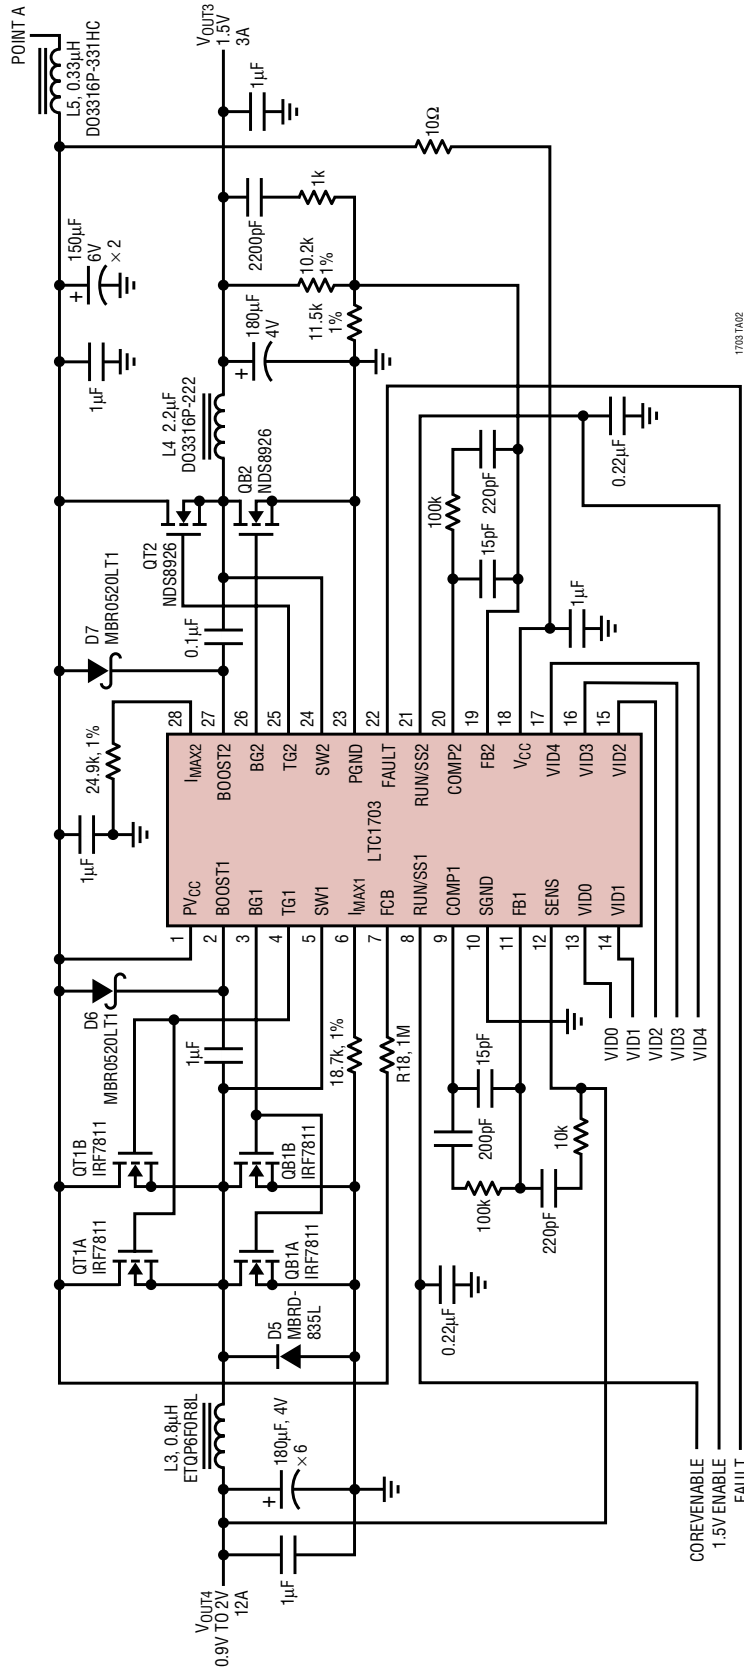 POINT A
L5, 0.33µH
DO3316P-331HC
VOUT3
1.5V
3A
1µF
10Ω
150µF
6V
×2
+
1µF
2200pF
1k
10.2k
1%
11.5k
1%
180µF
4V
+
L4 2.2µF
DO3316P-222
QT2
NDS8926
QB2
NDS8926
D7
MBR0520LT1
0.1µF
100k
220pF
15pF
0.22µF
1µF
24.9k, 1%
1µF
28
27
26
25
24
23
22
21
20
19
18
17
16
15
IMAX2
BOOST2
BG2
TG2
SW2
PGND
FAULT
RUN/SS2
COMP2
FB2
VCC
VID4
VID3
VID2
LTC1703
PVCC
BOOST1
BG1
TG1
SW1
IMAX1
FCB
RUN/SS1
COMP1
SGND
FB1
SENS
VID0
VID1
1
2
3
4
5
6
7
8
9
10
11
12
13
14
D6
MBR0520LT1
1µF
18.7k, 1%
R18, 1M
15pF
200pF
100k
220pF
10k
0.22µF
VID0
VID1
VID2
VID3
VID4
QT1B
IRF7811
QB1B
IRF7811
QT1A
IRF7811
QB1A
IRF7811
D5
MBRD-
835L
L3, 0.8µH
ETQP6F0R8L
180µF, 4V
×6
+
1µF
VOUT4
0.9V TO 2V
12A
COREVENABLE
1.5V ENABLE
FAULT
1703 TA02